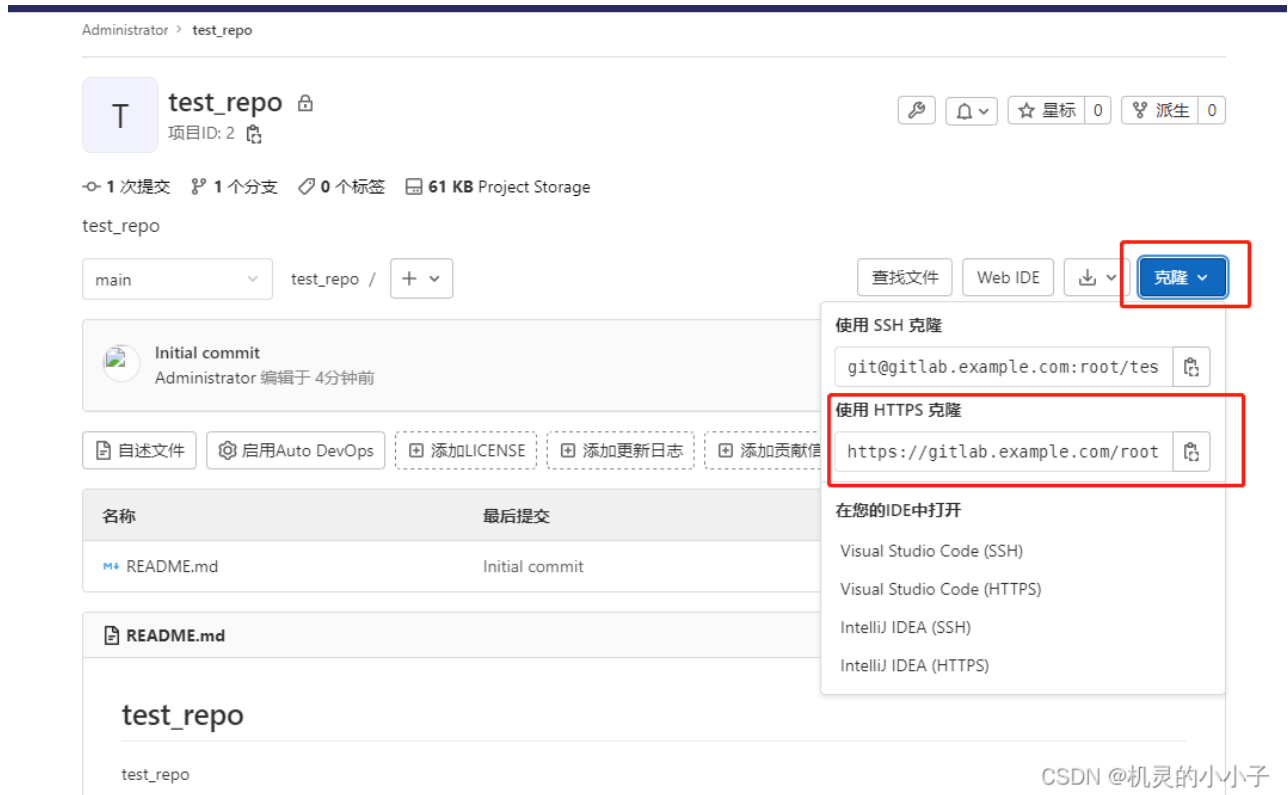 Administrator > test_repo
T
test_repo
项目ID: 2
星标 0
派生 0
1 次提交 1 个分支 0 个标签 61 KB Project Storage
test_repo
main
test_repo / +
查找文件
Web IDE
克隆
Initial commit
Administrator 编辑于 4分钟前
使用 SSH 克隆
git@gitlab.example.com:root/tes
使用 HTTPS 克隆
https://gitlab.example.com/root
自述文件
启用Auto DevOps
添加LICENSE
添加更新日志
添加贡献信
在您的IDE中打开
Visual Studio Code (SSH)
Visual Studio Code (HTTPS)
IntelliJ IDEA (SSH)
IntelliJ IDEA (HTTPS)
名称 最后提交
M↓ README.md Initial commit
README.md
test_repo
test_repo
CSDN @机灵的小小子